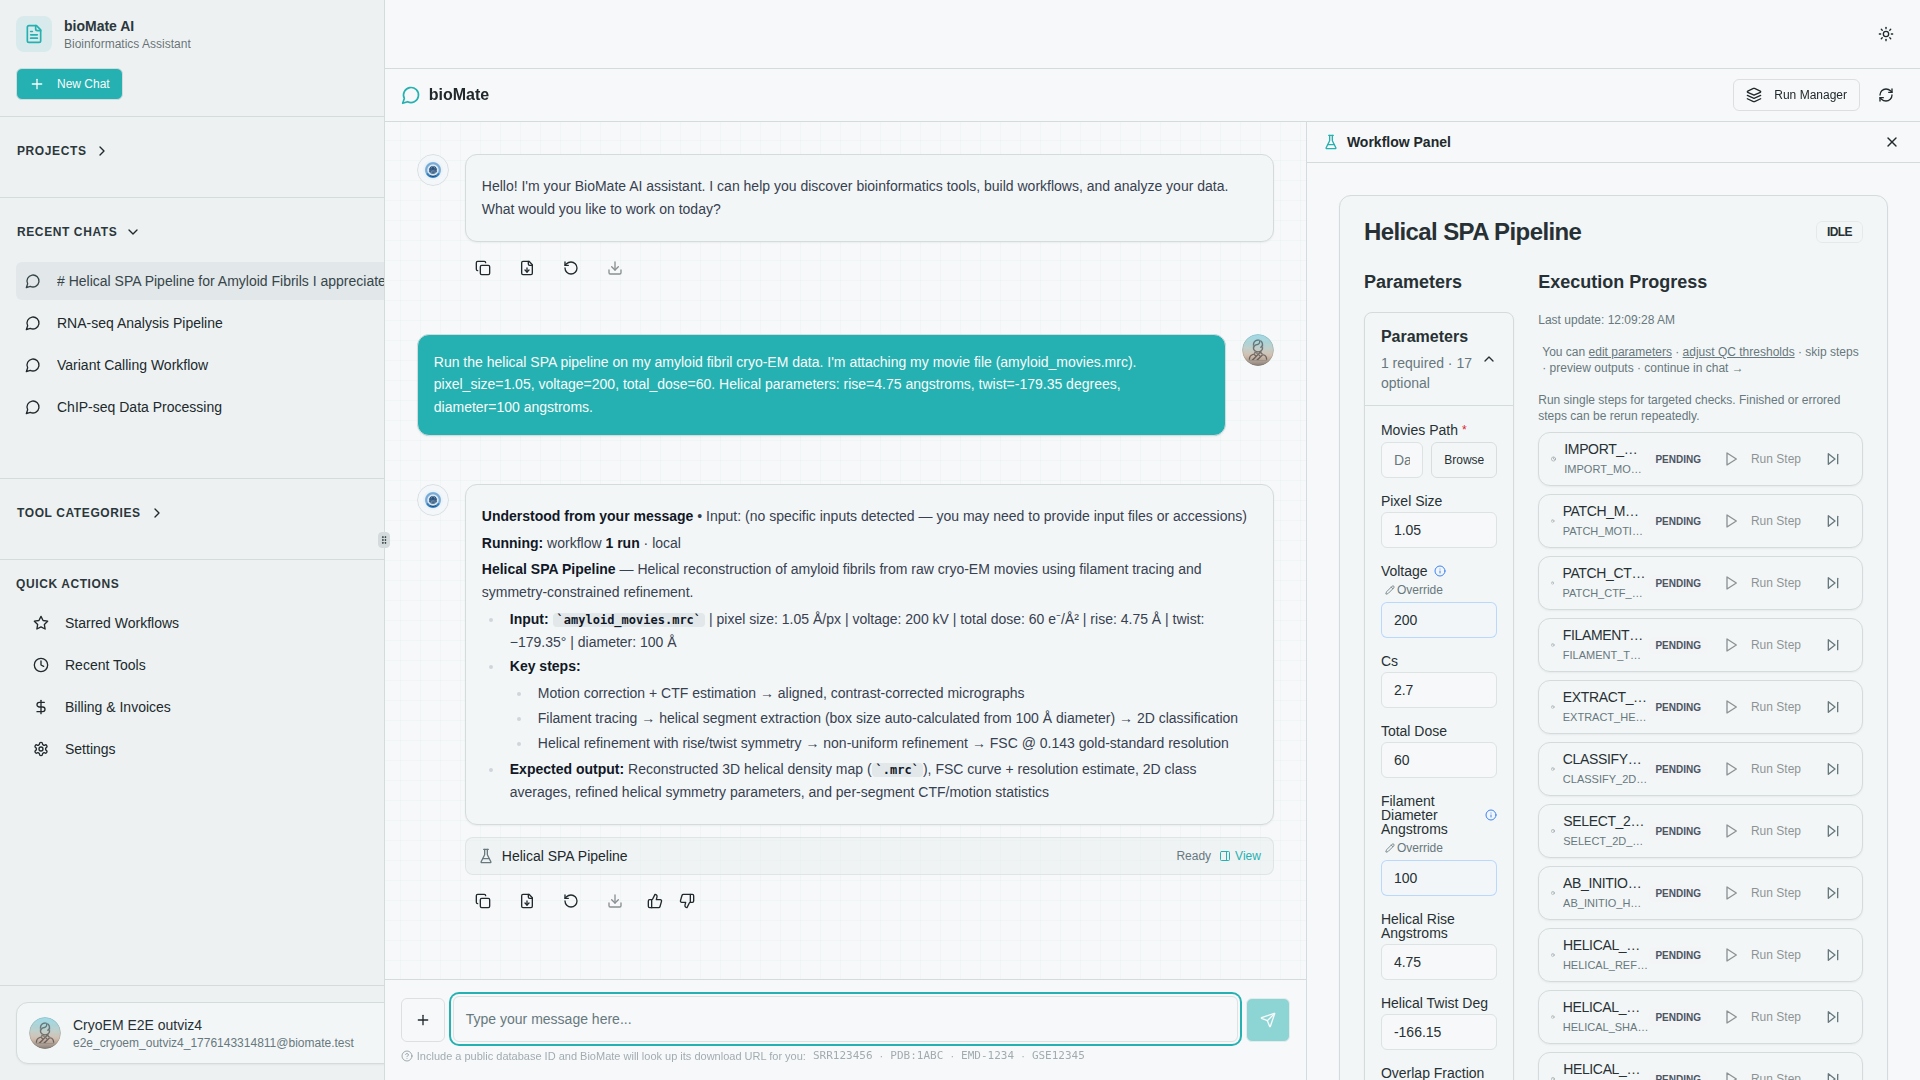 bioMate AI
Bioinformatics Assistant
New Chat
PROJECTS
RECENT CHATS
# Helical SPA Pipeline for Amyloid Fibrils I appreciate
RNA-seq Analysis Pipeline
Variant Calling Workflow
ChIP-seq Data Processing
TOOL CATEGORIES
QUICK ACTIONS
Starred Workflows
Recent Tools
Billing & Invoices
Settings
CryoEM E2E outviz4
e2e_cryoem_outviz4_1776143314811@biomate.test
bioMate
Run Manager
Hello! I'm your BioMate AI assistant. I can help you discover bioinformatics tools, build workflows, and analyze your data.
What would you like to work on today?
Run the helical SPA pipeline on my amyloid fibril cryo-EM data. I'm attaching my movie file (amyloid_movies.mrc).
pixel_size=1.05, voltage=200, total_dose=60. Helical parameters: rise=4.75 angstroms, twist=-179.35 degrees,
diameter=100 angstroms.
Understood from your message • Input: (no specific inputs detected — you may need to provide input files or accessions)
Running: workflow 1 run · local
Helical SPA Pipeline — Helical reconstruction of amyloid fibrils from raw cryo-EM movies using filament tracing and
symmetry-constrained refinement.
Input: `amyloid_movies.mrc` | pixel size: 1.05 Å/px | voltage: 200 kV | total dose: 60 e⁻/Å² | rise: 4.75 Å | twist:
−179.35° | diameter: 100 Å
Key steps:
Motion correction + CTF estimation → aligned, contrast-corrected micrographs
Filament tracing → helical segment extraction (box size auto-calculated from 100 Å diameter) → 2D classification
Helical refinement with rise/twist symmetry → non-uniform refinement → FSC @ 0.143 gold-standard resolution
Expected output: Reconstructed 3D helical density map (`.mrc`), FSC curve + resolution estimate, 2D class
averages, refined helical symmetry parameters, and per-segment CTF/motion statistics
Helical SPA Pipeline
Ready
View
Type your message here...
Include a public database ID and BioMate will look up its download URL for you: SRR123456 · PDB:1ABC · EMD-1234 · GSE12345
Workflow Panel
Helical SPA Pipeline
IDLE
Parameters
Parameters
1 required · 17
optional
Movies Path *
Da
Browse
Pixel Size
1.05
Voltage
Override
200
Cs
2.7
Total Dose
60
Filament
Diameter
Angstroms
Override
100
Helical Rise
Angstroms
4.75
Helical Twist Deg
-166.15
Overlap Fraction
Execution Progress
Last update: 12:09:28 AM
You can edit parameters · adjust QC thresholds · skip steps
· preview outputs · continue in chat →
Run single steps for targeted checks. Finished or errored
steps can be rerun repeatedly.
IMPORT_…
IMPORT_MO…
PENDING
Run Step
PATCH_M…
PATCH_MOTI…
PENDING
Run Step
PATCH_CT…
PATCH_CTF_…
PENDING
Run Step
FILAMENT…
FILAMENT_T…
PENDING
Run Step
EXTRACT_…
EXTRACT_HE…
PENDING
Run Step
CLASSIFY…
CLASSIFY_2D…
PENDING
Run Step
SELECT_2…
SELECT_2D_…
PENDING
Run Step
AB_INITIO…
AB_INITIO_H…
PENDING
Run Step
HELICAL_…
HELICAL_REF…
PENDING
Run Step
HELICAL_…
HELICAL_SHA…
PENDING
Run Step
HELICAL_…
PENDING
Run Step